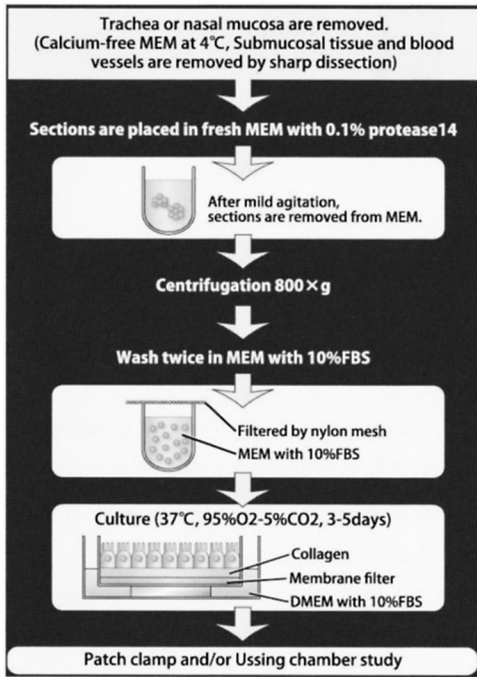 Trachea or nasal mucosa are removed.
(Calcium-free MEM at 4℃, Submucosal tissue and blood
vessels are removed by sharp dissection)
Sections are placed in fresh MEM with 0.1% protease14
After mild agitation,
sections are removed from MEM.
Centrifugation 800×g
Wash twice in MEM with 10%FBS
Filtered by nylon mesh
MEM with 10%FBS
Culture (37℃, 95%O2-5%CO2, 3-5days)
Collagen
Membrane filter
DMEM with 10%FBS
Patch clamp and/or Ussing chamber study